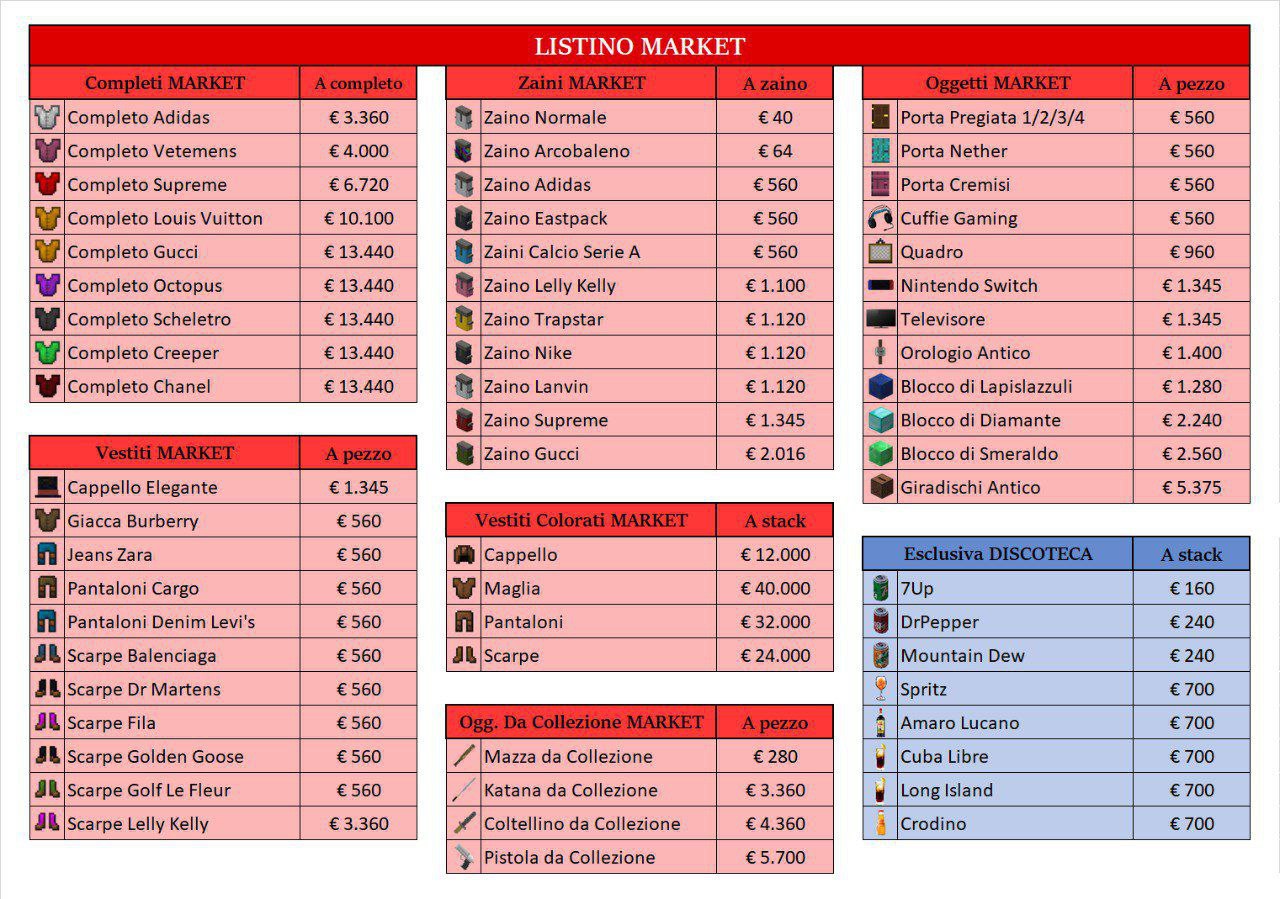 LISTINO MARKET
Completi MARKET A completo
Completo Adidas € 3.360
Completo Vetemens € 4.000
Completo Supreme € 6.720
Completo Louis Vuitton € 10.100
Completo Gucci € 13.440
Completo Octopus € 13.440
Completo Scheletro € 13.440
Completo Creeper € 13.440
Completo Chanel € 13.440
Vestiti MARKET A pezzo
Cappello Elegante € 1.345
Giacca Burberry € 560
Jeans Zara € 560
Pantaloni Cargo € 560
Pantaloni Denim Levi's € 560
Scarpe Balenciaga € 560
Scarpe Dr Martens € 560
Scarpe Fila € 560
Scarpe Golden Goose € 560
Scarpe Golf Le Fleur € 560
Scarpe Lelly Kelly € 3.360
Zaini MARKET A zaino
Zaino Normale € 40
Zaino Arcobaleno € 64
Zaino Adidas € 560
Zaino Eastpack € 560
Zaini Calcio Serie A € 560
Zaino Lelly Kelly € 1.100
Zaino Trapstar € 1.120
Zaino Nike € 1.120
Zaino Lanvin € 1.120
Zaino Supreme € 1.345
Zaino Gucci € 2.016
Vestiti Colorati MARKET A stack
Cappello € 12.000
Maglia € 40.000
Pantaloni € 32.000
Scarpe € 24.000
Ogg. Da Collezione MARKET A pezzo
Mazza da Collezione € 280
Katana da Collezione € 3.360
Coltellino da Collezione € 4.360
Pistola da Collezione € 5.700
Oggetti MARKET A pezzo
Porta Pregiata 1/2/3/4 € 560
Porta Nether € 560
Porta Cremisi € 560
Cuffie Gaming € 560
Quadro € 960
Nintendo Switch € 1.345
Televisore € 1.345
Orologio Antico € 1.400
Blocco di Lapislazzuli € 1.280
Blocco di Diamante € 2.240
Blocco di Smeraldo € 2.560
Giradischi Antico € 5.375
Esclusiva DISCOTECA A stack
7Up € 160
DrPepper € 240
Mountain Dew € 240
Spritz € 700
Amaro Lucano € 700
Cuba Libre € 700
Long Island € 700
Crodino € 700